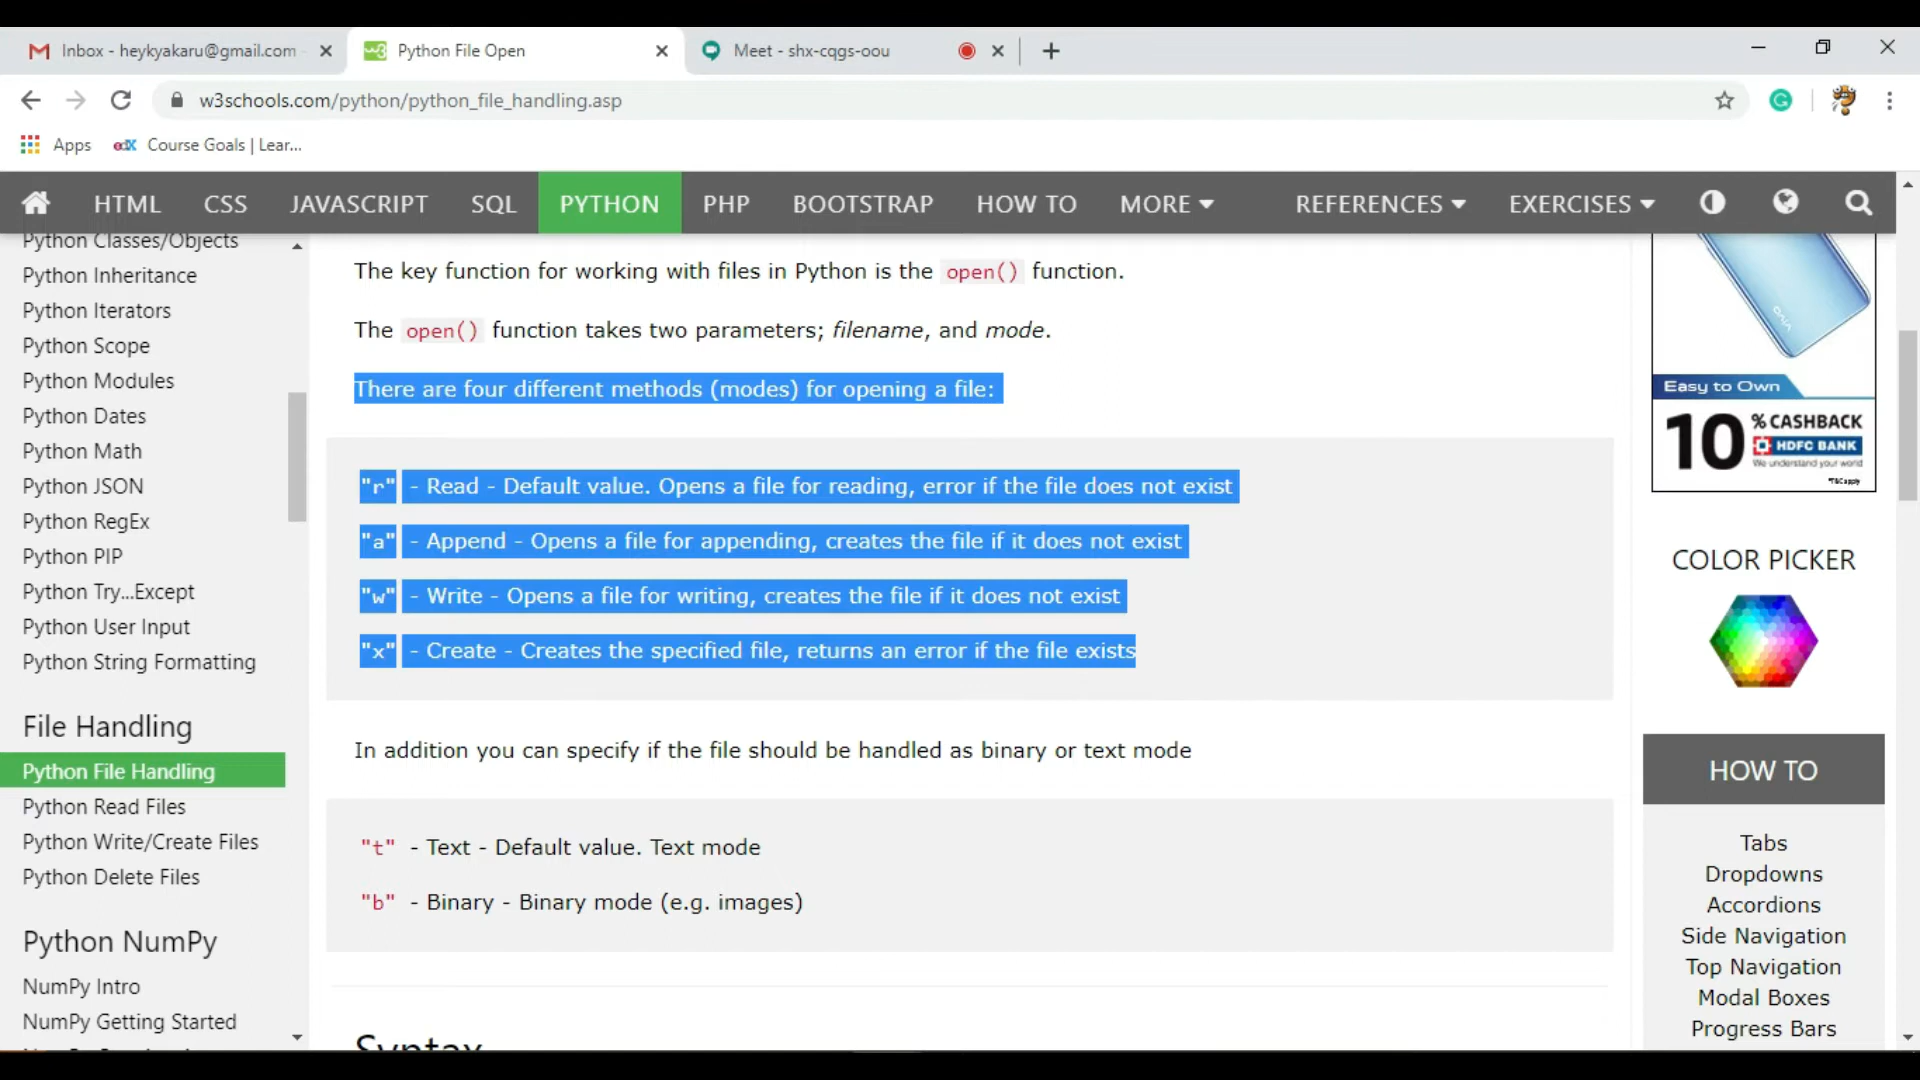 Inbox - heykyakaru@gmail.com
Python File Open
Meet - shx-cqgs-oou
w3schools.com/python/python_file_handling.asp
Apps
edX Course Goals | Lear...
HTML CSS JAVASCRIPT SQL PYTHON PHP BOOTSTRAP HOW TO MORE REFERENCES EXERCISES
Python Classes/Objects
Python Inheritance
Python Iterators
Python Scope
Python Modules
Python Dates
Python Math
Python JSON
Python RegEx
Python PIP
Python Try...Except
Python User Input
Python String Formatting
File Handling
Python File Handling
Python Read Files
Python Write/Create Files
Python Delete Files
Python NumPy
NumPy Intro
NumPy Getting Started
The key function for working with files in Python is the open() function.
The open() function takes two parameters; filename, and mode.
There are four different methods (modes) for opening a file:
"r" - Read - Default value. Opens a file for reading, error if the file does not exist
"a" - Append - Opens a file for appending, creates the file if it does not exist
"w" - Write - Opens a file for writing, creates the file if it does not exist
"x" - Create - Creates the specified file, returns an error if the file exists
In addition you can specify if the file should be handled as binary or text mode
"t" - Text - Default value. Text mode
"b" - Binary - Binary mode (e.g. images)
Syntax
vivo
Easy to Own
10 % CASHBACK
HDFC BANK
We understand your world
*T&C apply
COLOR PICKER
HOW TO
Tabs
Dropdowns
Accordions
Side Navigation
Top Navigation
Modal Boxes
Progress Bars